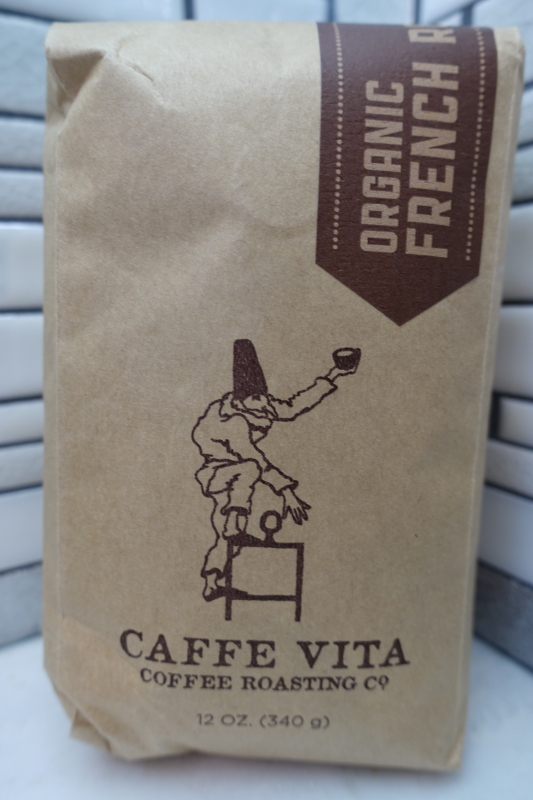 ORGANIC
FRENCH R
CAFFE VITA
COFFEE ROASTING CO
12 OZ. (340 g)